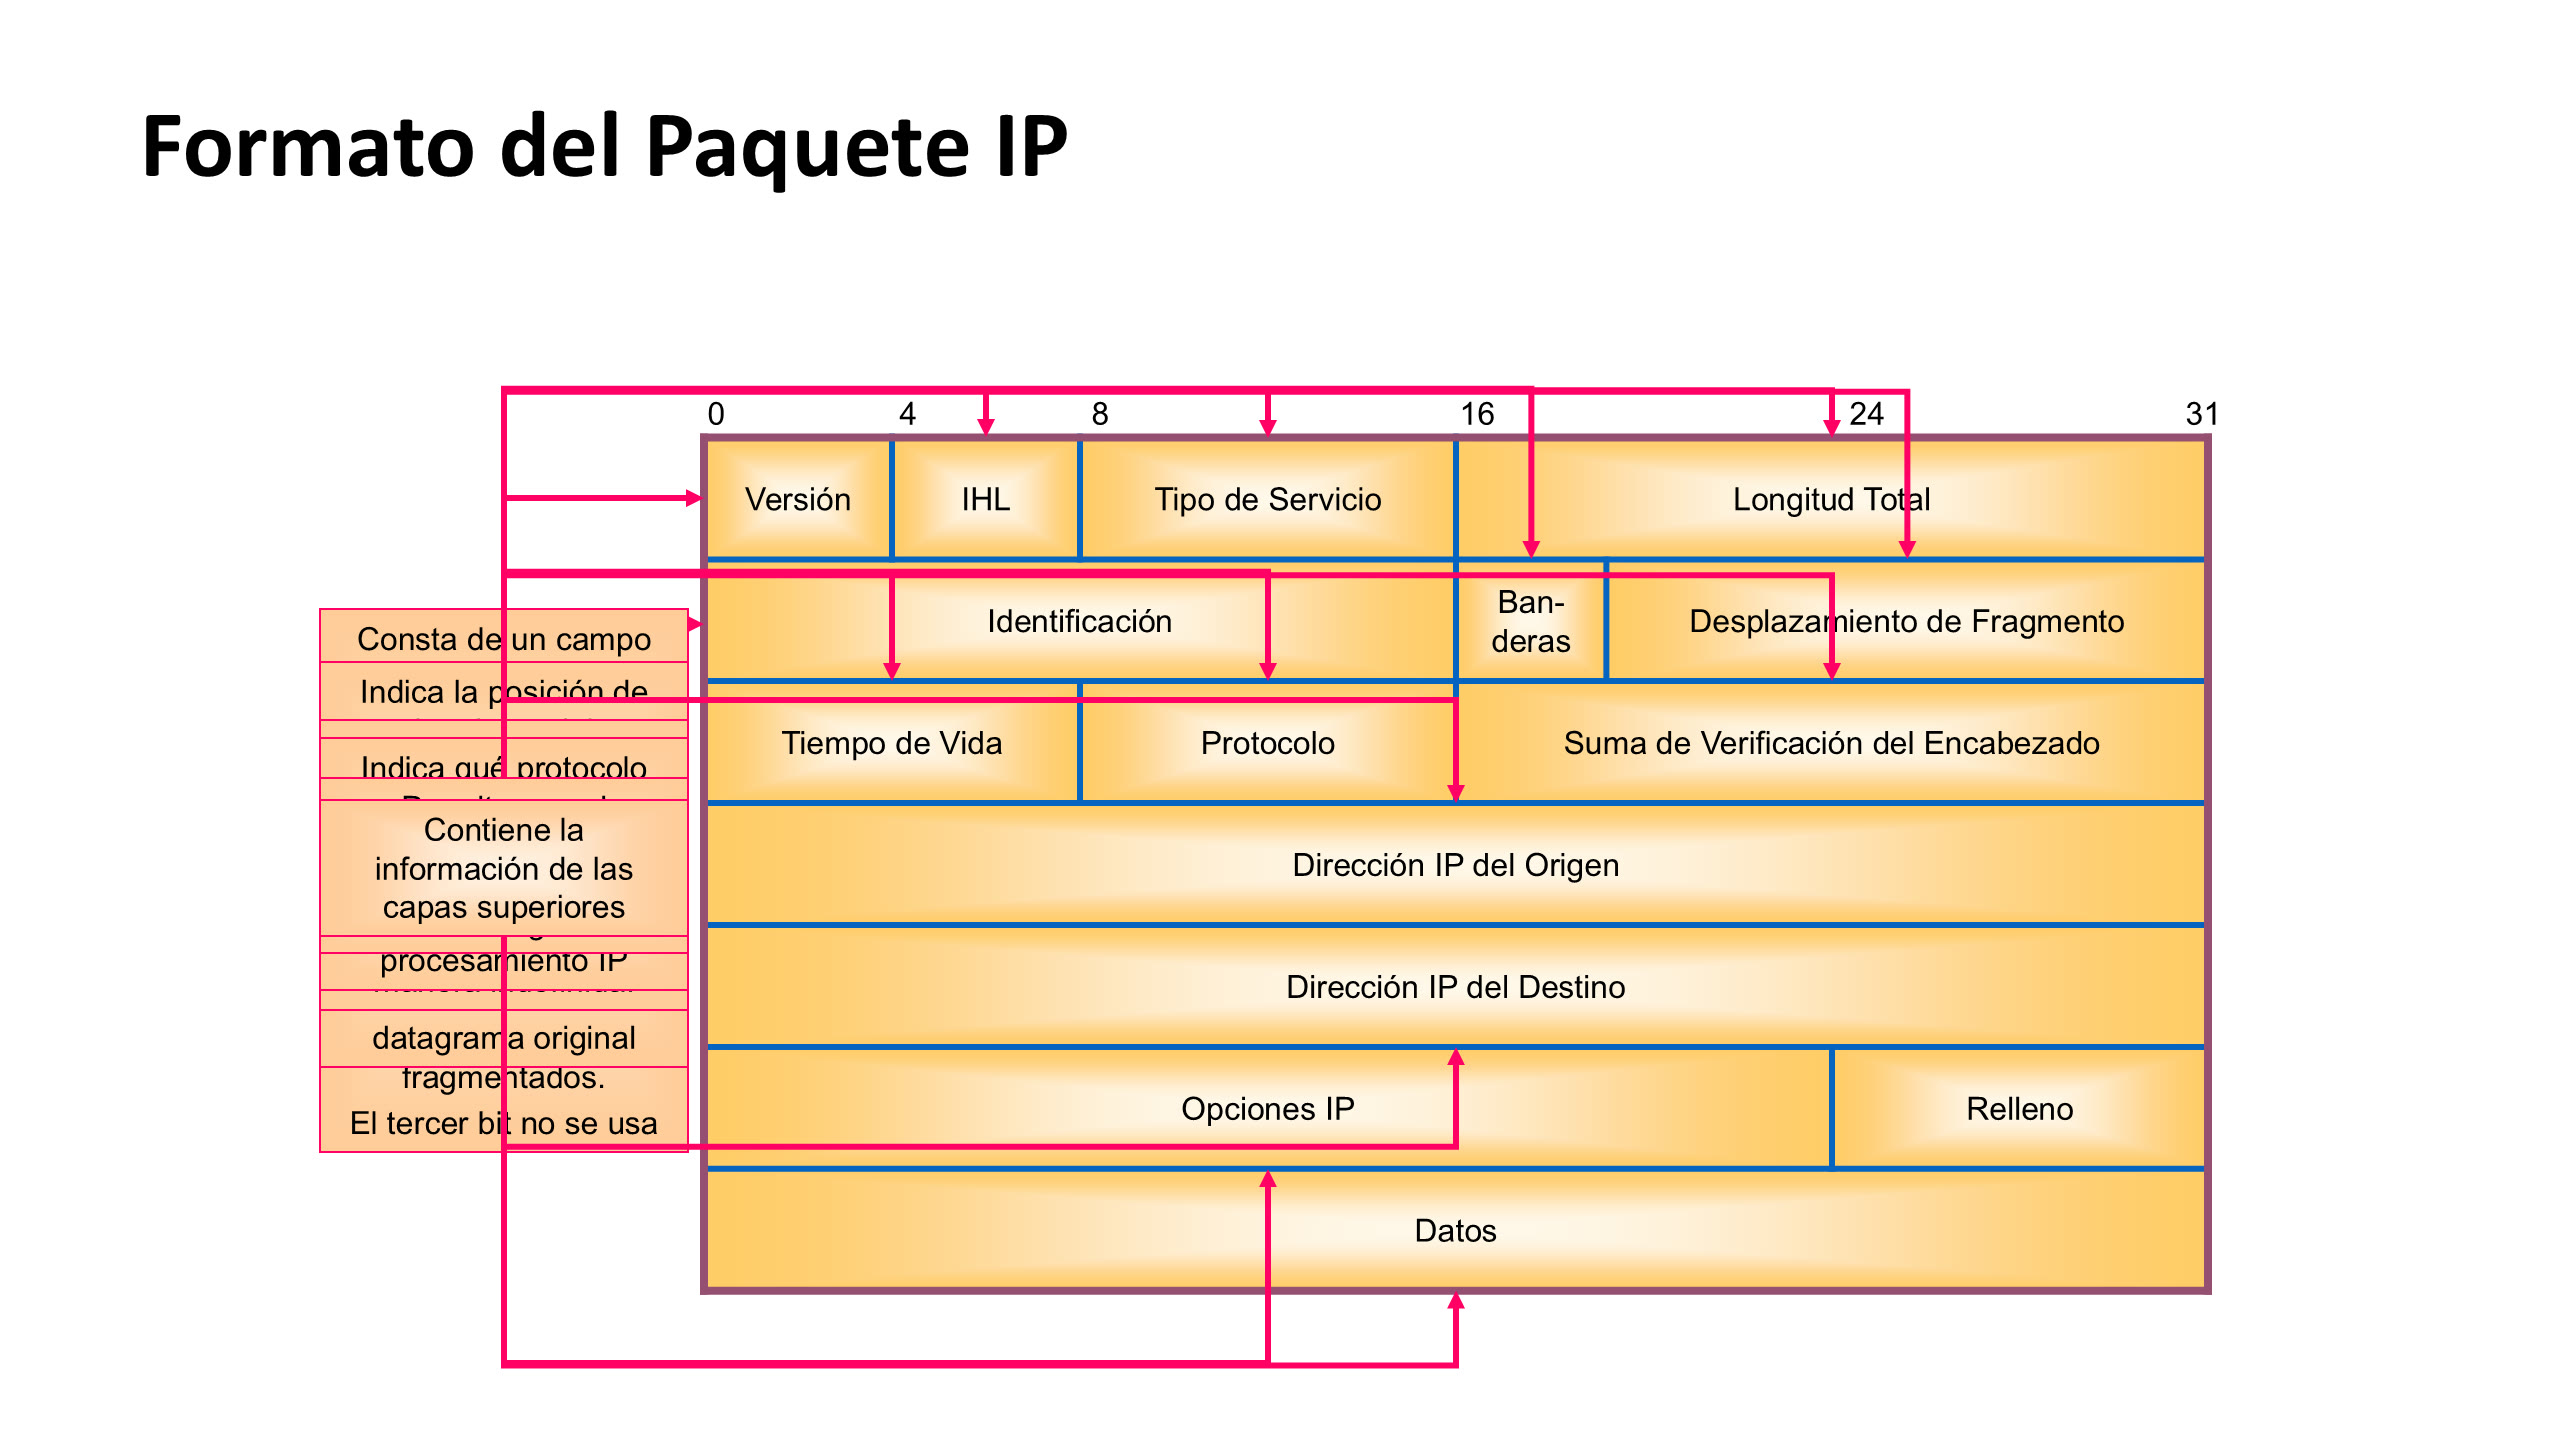 Formato del Paquete IP
0 4 8 16 24 31
Versión IHL Tipo de Servicio Longitud Total
Identificación
Ban-
deras
Desplazamiento de Fragmento
Tiempo de Vida Protocolo Suma de Verificación del Encabezado
Dirección IP del Origen
Dirección IP del Destino
Opciones IP Relleno
Datos
Consta de un campo
Indica la posición de
Indica qué protocolo
Contiene la
información de las
capas superiores
procesamiento IP
datagrama original
fragmentados.
El tercer bit no se usa